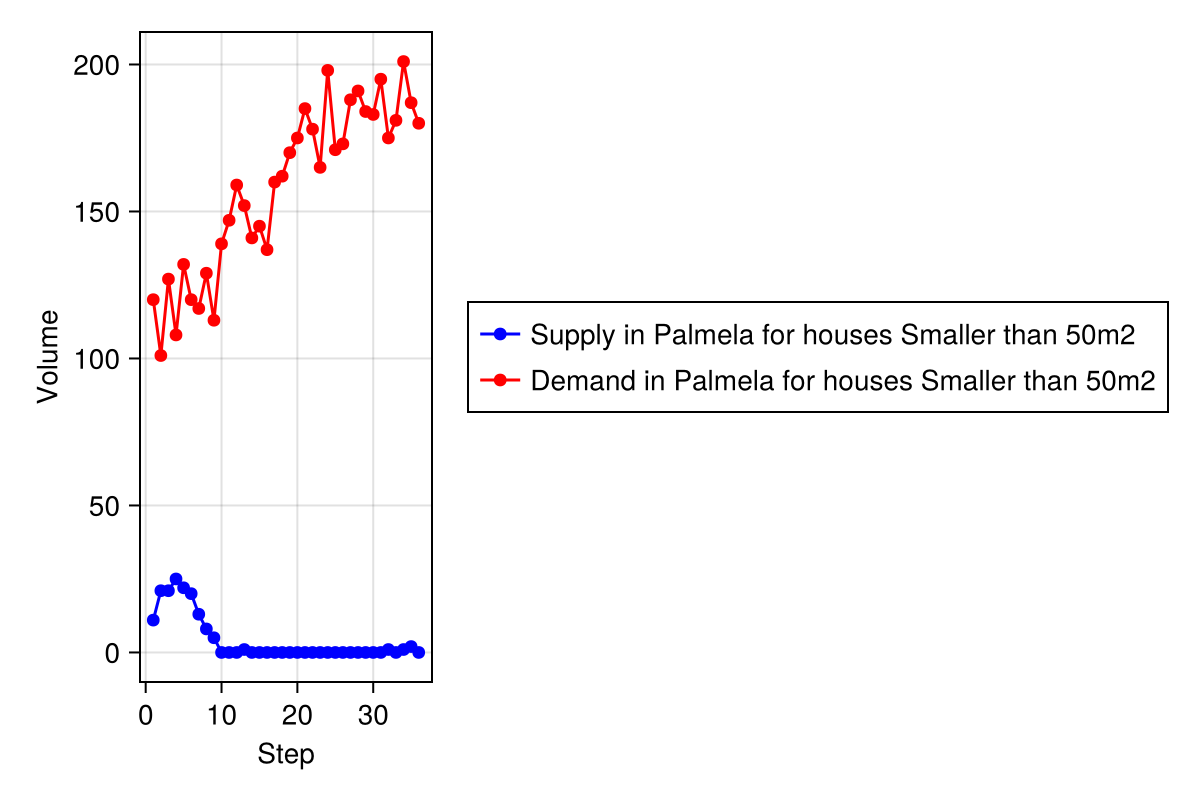 200
150
100
50
0
Volume
0 10 20 30
Step
Supply in Palmela for houses Smaller than 50m2
Demand in Palmela for houses Smaller than 50m2